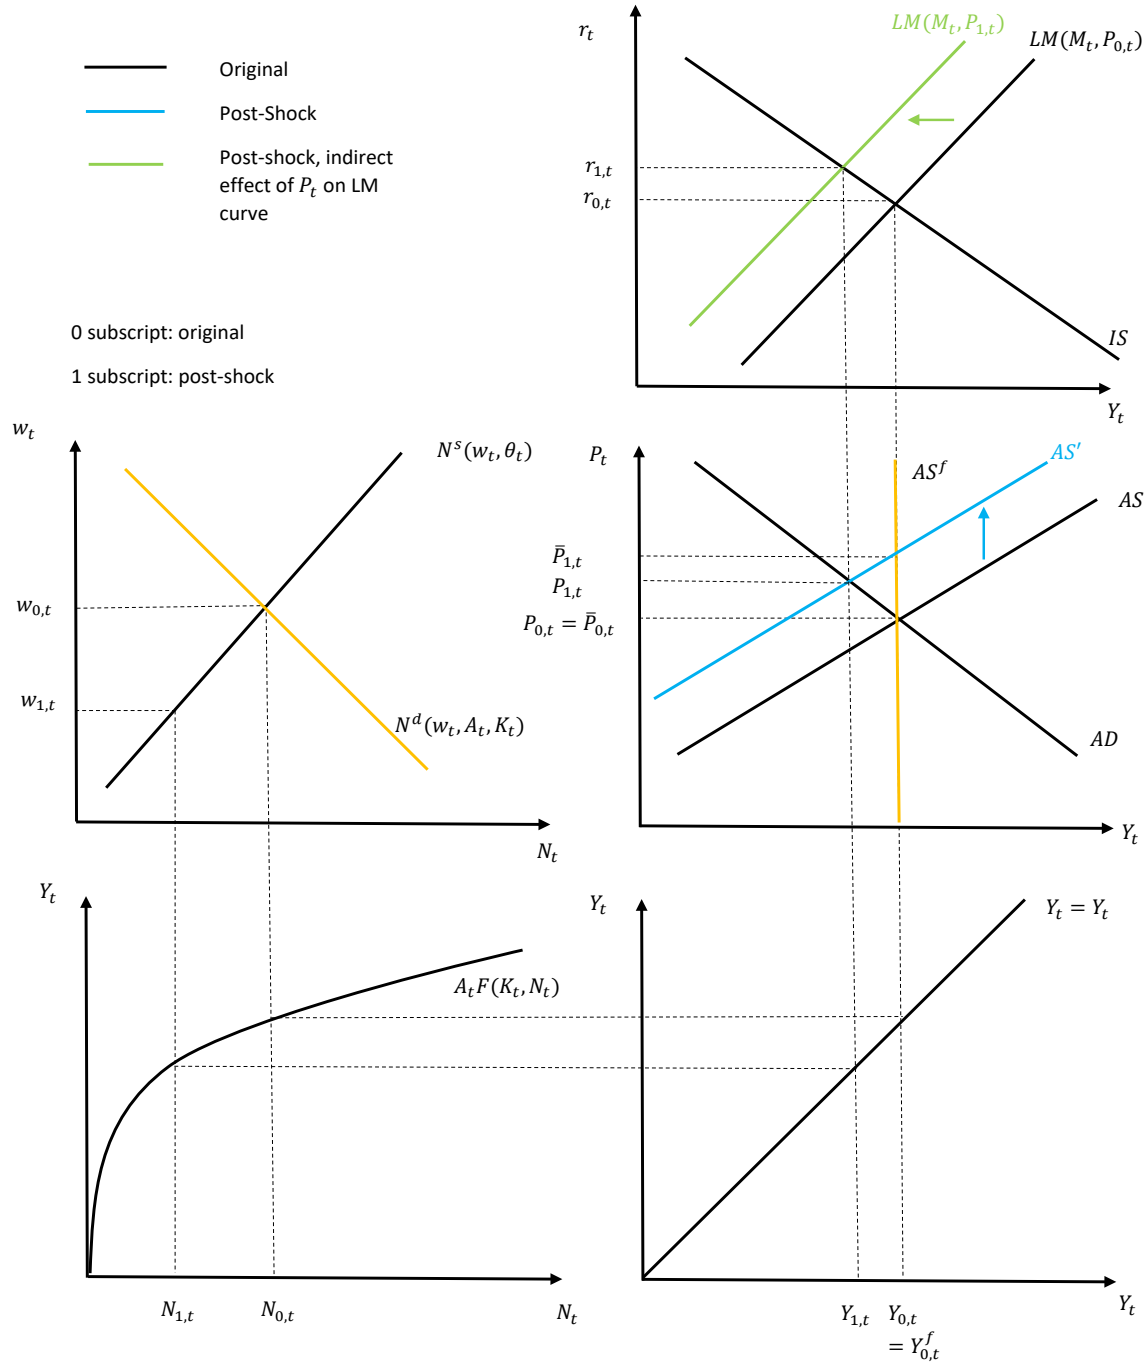 Original
Post-Shock
Post-shock, indirect
effect of P_t on LM
curve
0 subscript: original
1 subscript: post-shock
r_t
LM(M_t, P_{1,t})
LM(M_t, P_{0,t})
r_{1,t}
r_{0,t}
IS
Y_t
w_t
N^s(w_t, θ_t)
w_{0,t}
w_{1,t}
N^d(w_t, A_t, K_t)
N_t
P_t
AS^f
AS′
AS
P̅_{1,t}
P_{1,t}
P_{0,t} = P̅_{0,t}
AD
Y_t
Y_t
A_tF(K_t, N_t)
N_{1,t}
N_{0,t}
N_t
Y_t
Y_t = Y_t
Y_{1,t}
Y_{0,t}
= Y^f_{0,t}
Y_t